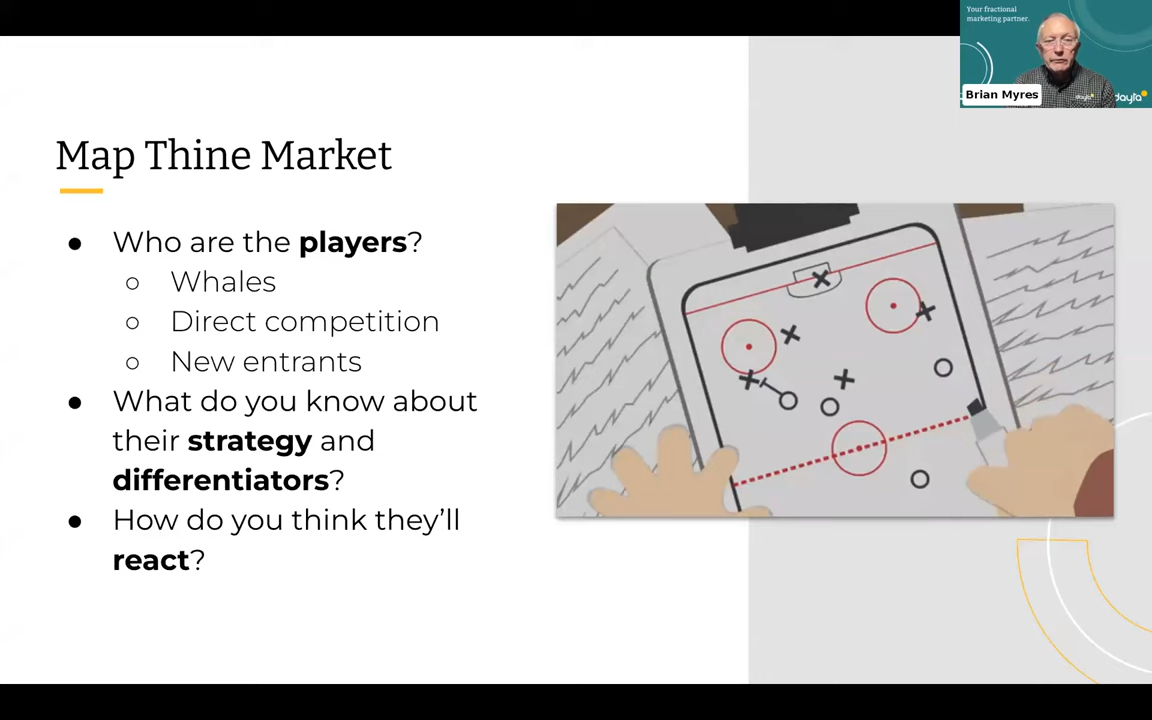 Your fractional
marketing partner.
Brian Myres
dayta
dayta
Map Thine Market
● Who are the players?
○ Whales
○ Direct competition
○ New entrants
● What do you know about
their strategy and
differentiators?
● How do you think they’ll
react?